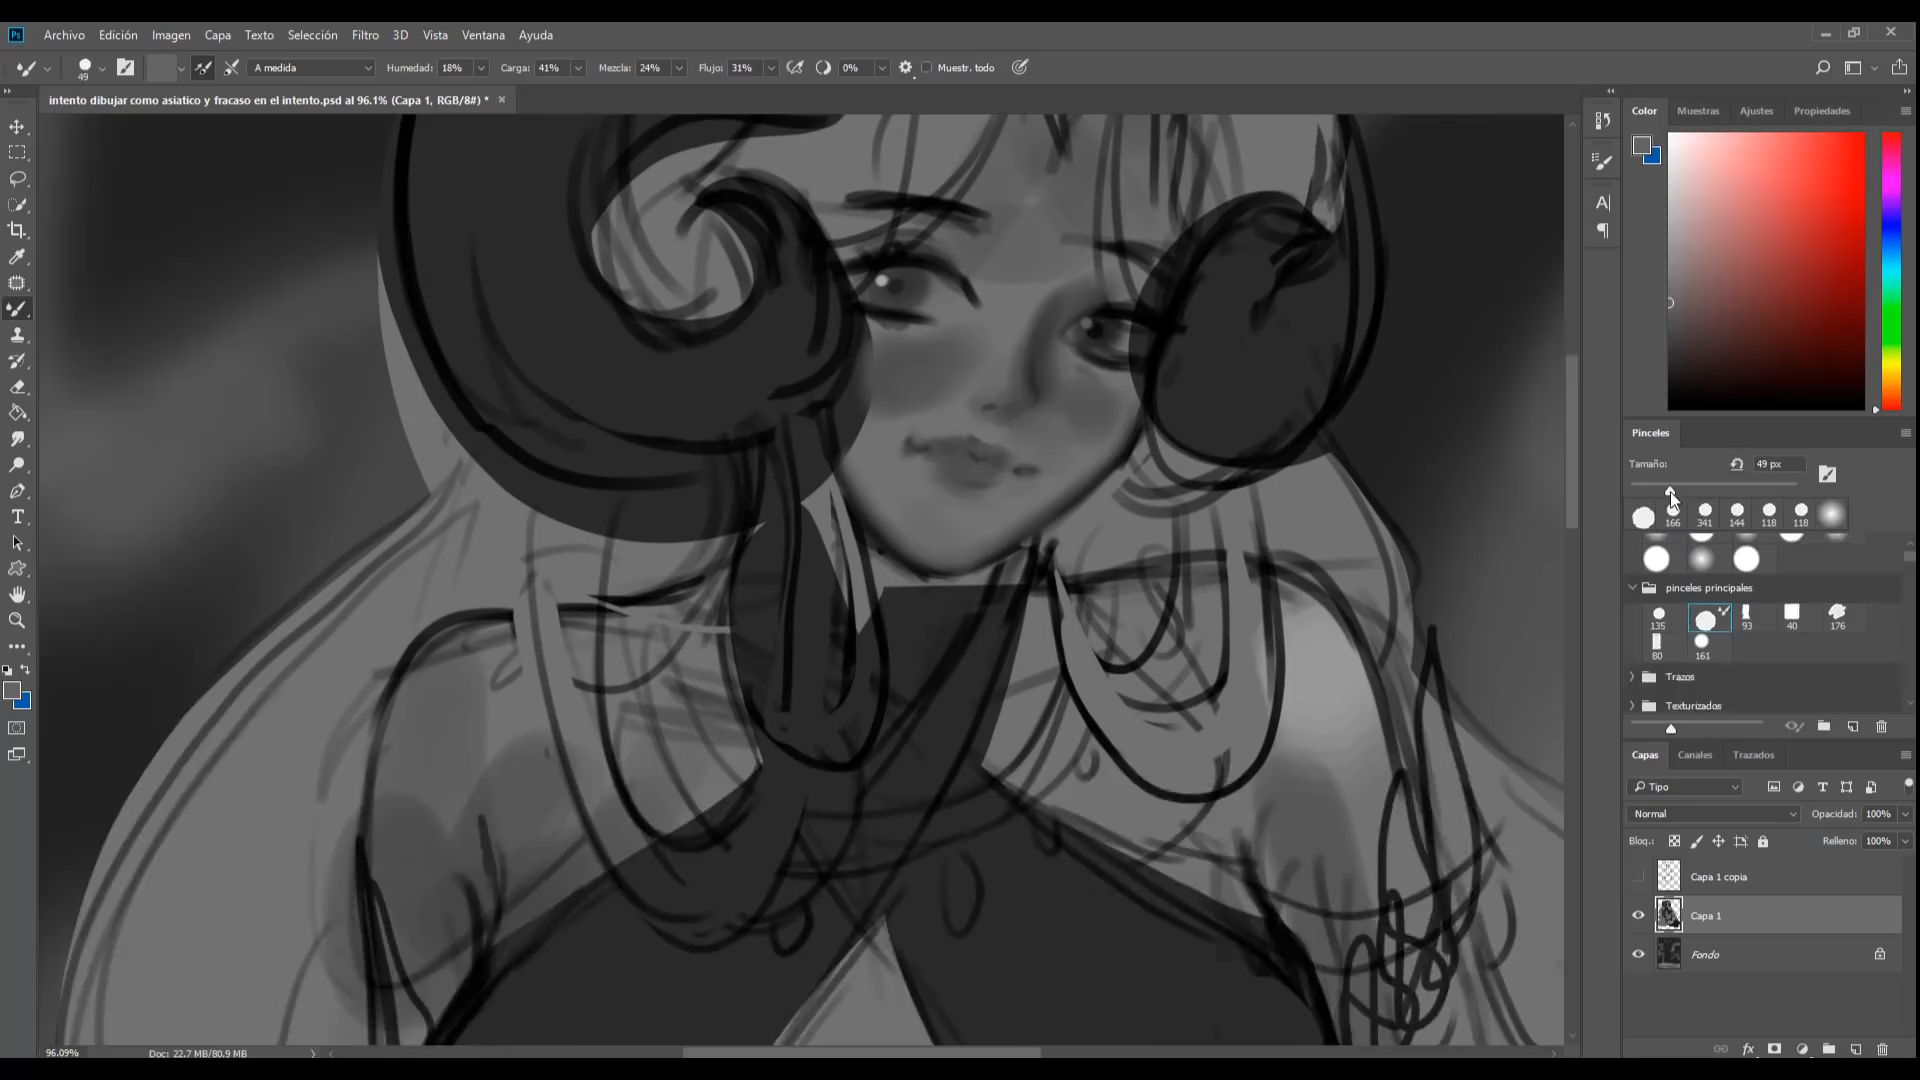 Ps Archivo Edición Imagen Capa Texto Selección Filtro 3D Vista Ventana Ayuda
49 A medida Humedad: 18% Carga: 41% Mezcla: 24% Flujo: 31% 0% Muestr. todo
intento dibujar como asiatico y fracaso en el intento.psd al 96.1% (Capa 1, RGB/8#) *
Color Muestras Ajustes Propiedades
Pinceles
Tamaño: 49 px
166 341 144 118 118
pinceles principales
135 93 40 176
80 161
Trazos
Texturizados
Capas Canales Trazados
Tipo
Normal Opacidad: 100%
Bloq.: Relleno: 100%
Capa 1 copia
Capa 1
Fondo
96.09% Doc: 22.7 MB/80.9 MB